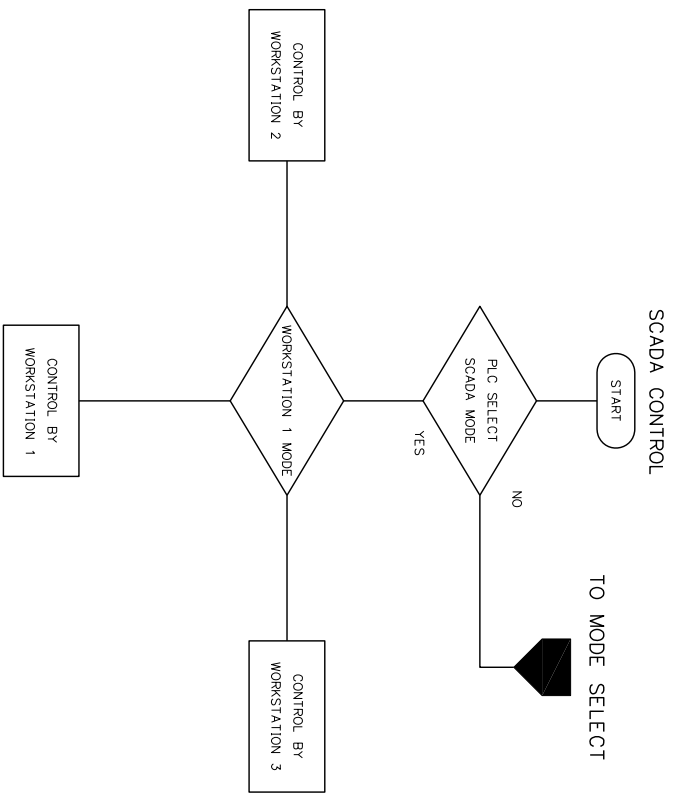 SCADA CONTROL
START
TO MODE SELECT
PLC SELECT
SCADA MODE
NO
YES
WORKSTATION 1 MODE
CONTROL BY
WORKSTATION 2
CONTROL BY
WORKSTATION 3
CONTROL BY
WORKSTATION 1